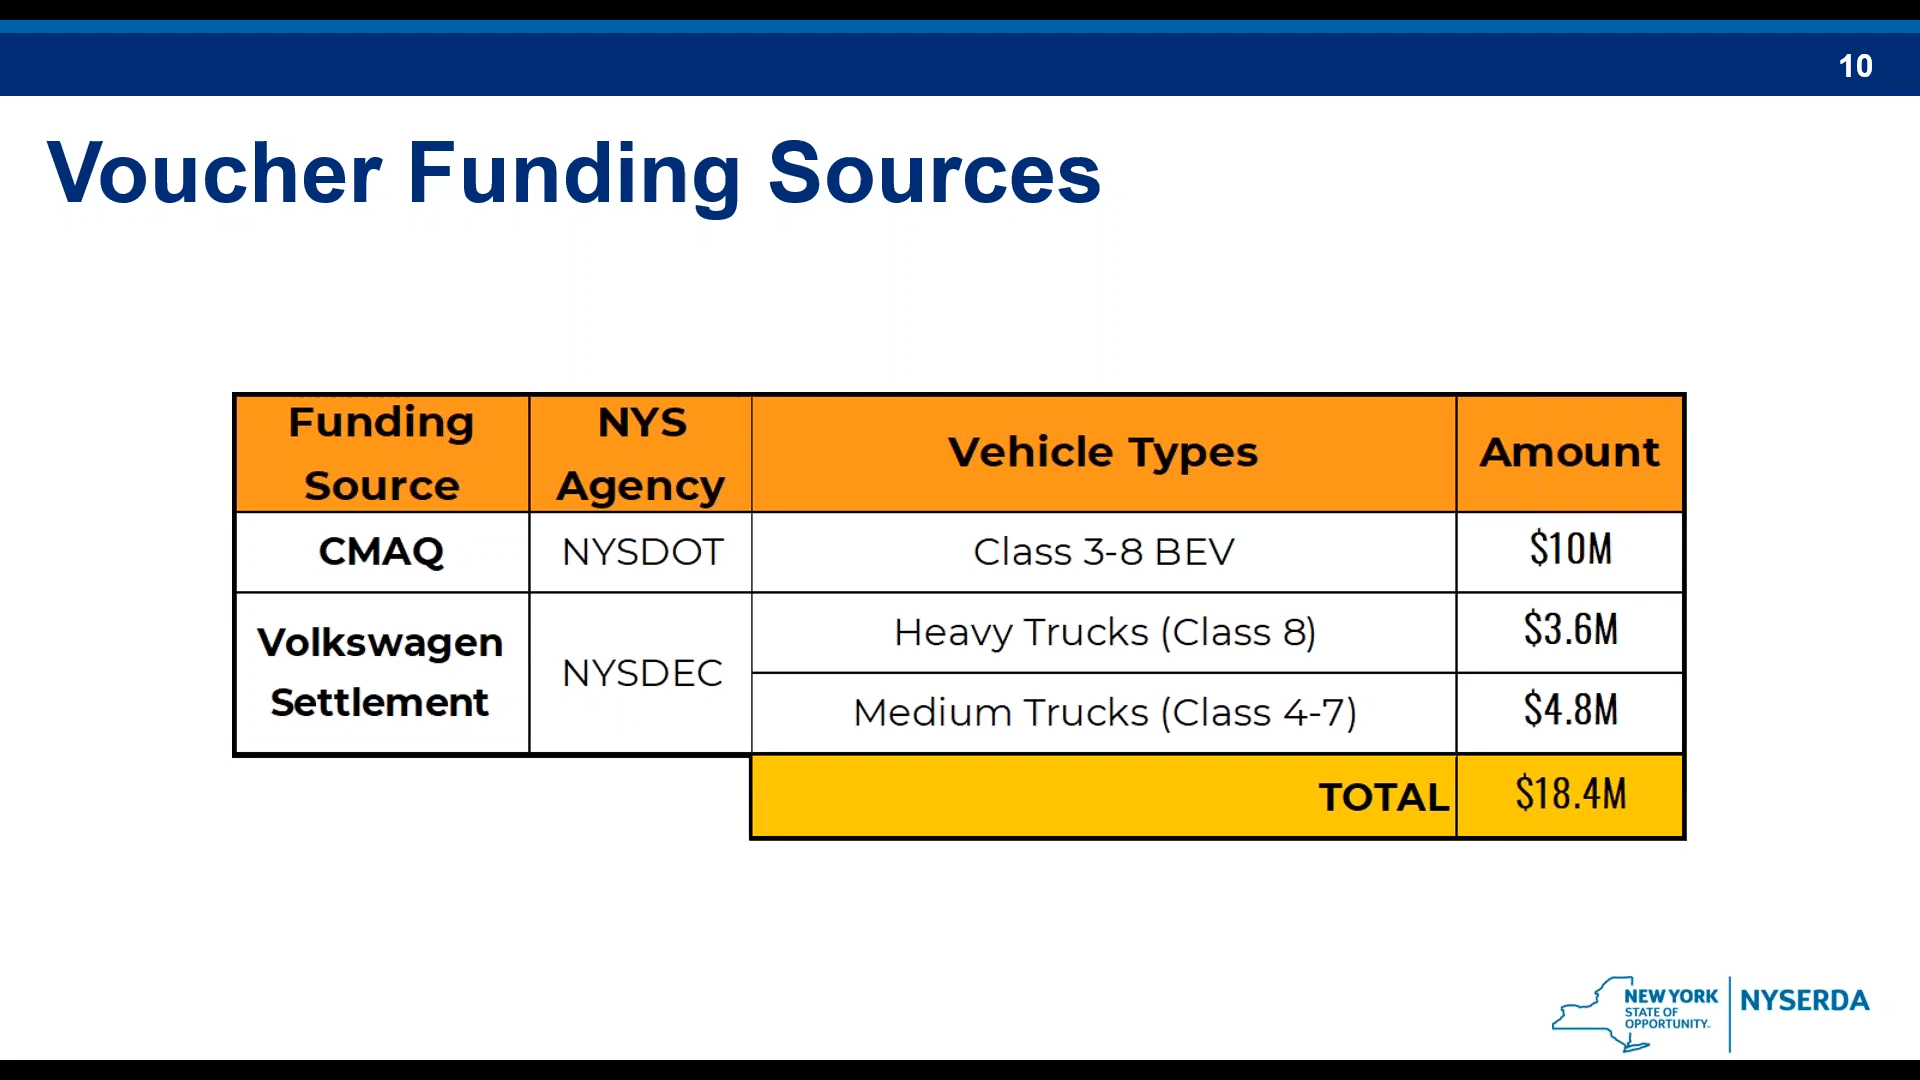 10
Voucher Funding Sources
Funding Source | NYS Agency | Vehicle Types | Amount
CMAQ | NYSDOT | Class 3-8 BEV | $10M
Volkswagen Settlement | NYSDEC | Heavy Trucks (Class 8) | $3.6M
Medium Trucks (Class 4-7) | $4.8M
TOTAL | $18.4M
NEW YORK
STATE OF
OPPORTUNITY.
NYSERDA